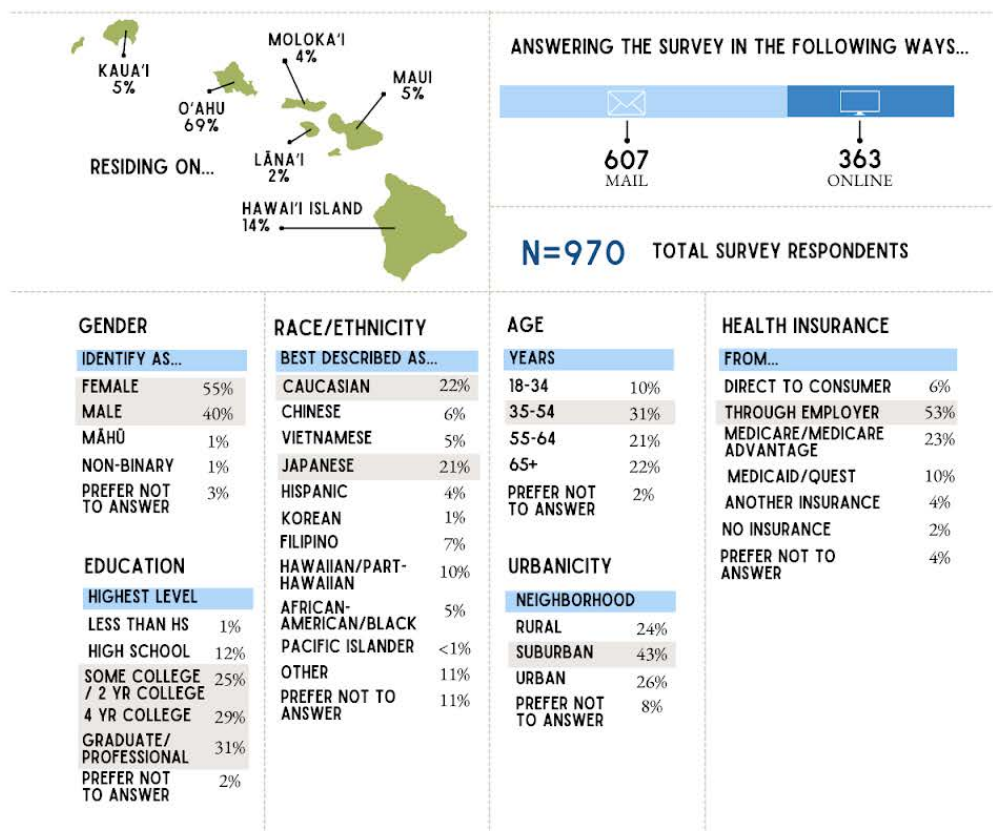 KAUA'I
5%
O'AHU
69%
MOLOKA'I
4%
MAUI
5%
LĀNA'I
2%
RESIDING ON...
HAWAI'I ISLAND
14%
ANSWERING THE SURVEY IN THE FOLLOWING WAYS...
607
MAIL
363
ONLINE
N=970 TOTAL SURVEY RESPONDENTS
GENDER
IDENTIFY AS...
FEMALE 55%
MALE 40%
MĀHŪ 1%
NON-BINARY 1%
PREFER NOT 3%
TO ANSWER
EDUCATION
HIGHEST LEVEL
LESS THAN HS 1%
HIGH SCHOOL 12%
SOME COLLEGE 25%
/ 2 YR COLLEGE
4 YR COLLEGE 29%
GRADUATE/ 31%
PROFESSIONAL
PREFER NOT 2%
TO ANSWER
RACE/ETHNICITY
BEST DESCRIBED AS...
CAUCASIAN 22%
CHINESE 6%
VIETNAMESE 5%
JAPANESE 21%
HISPANIC 4%
KOREAN 1%
FILIPINO 7%
HAWAIIAN/PART- 10%
HAWAIIAN
AFRICAN- 5%
AMERICAN/BLACK
PACIFIC ISLANDER <1%
OTHER 11%
PREFER NOT TO 11%
ANSWER
AGE
YEARS
18-34 10%
35-54 31%
55-64 21%
65+ 22%
PREFER NOT 2%
TO ANSWER
URBANICITY
NEIGHBORHOOD
RURAL 24%
SUBURBAN 43%
URBAN 26%
PREFER NOT 8%
TO ANSWER
HEALTH INSURANCE
FROM...
DIRECT TO CONSUMER 6%
THROUGH EMPLOYER 53%
MEDICARE/MEDICARE 23%
ADVANTAGE
MEDICAID/QUEST 10%
ANOTHER INSURANCE 4%
NO INSURANCE 2%
PREFER NOT TO 4%
ANSWER